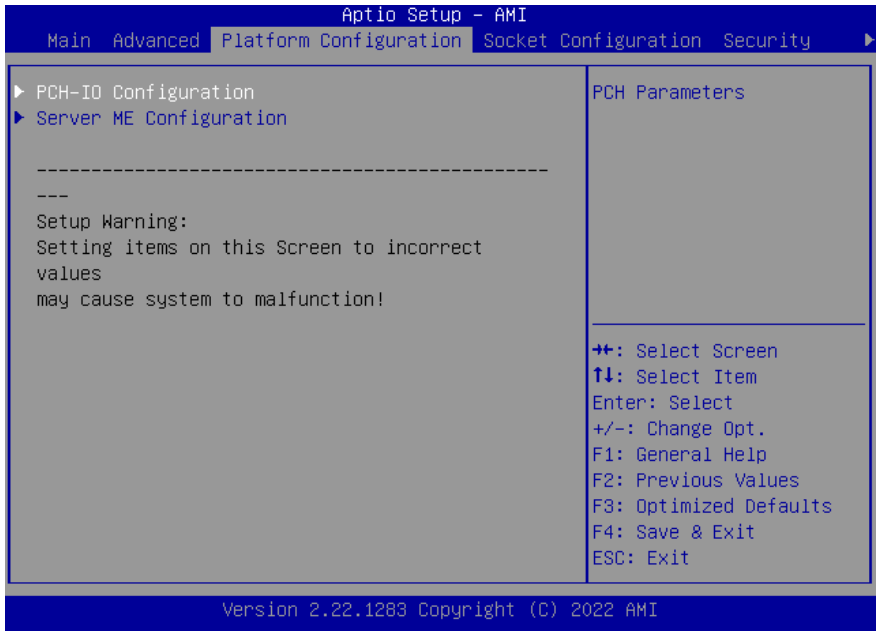 Aptio Setup - AMI
Main Advanced Platform Configuration Socket Configuration Security ▶
▶ PCH-IO Configuration
▶ Server ME Configuration
-----------------------------------------------
---
Setup Warning:
Setting items on this Screen to incorrect
values
may cause system to malfunction!
PCH Parameters
→←: Select Screen
↑↓: Select Item
Enter: Select
+/-: Change Opt.
F1: General Help
F2: Previous Values
F3: Optimized Defaults
F4: Save & Exit
ESC: Exit
Version 2.22.1283 Copyright (C) 2022 AMI